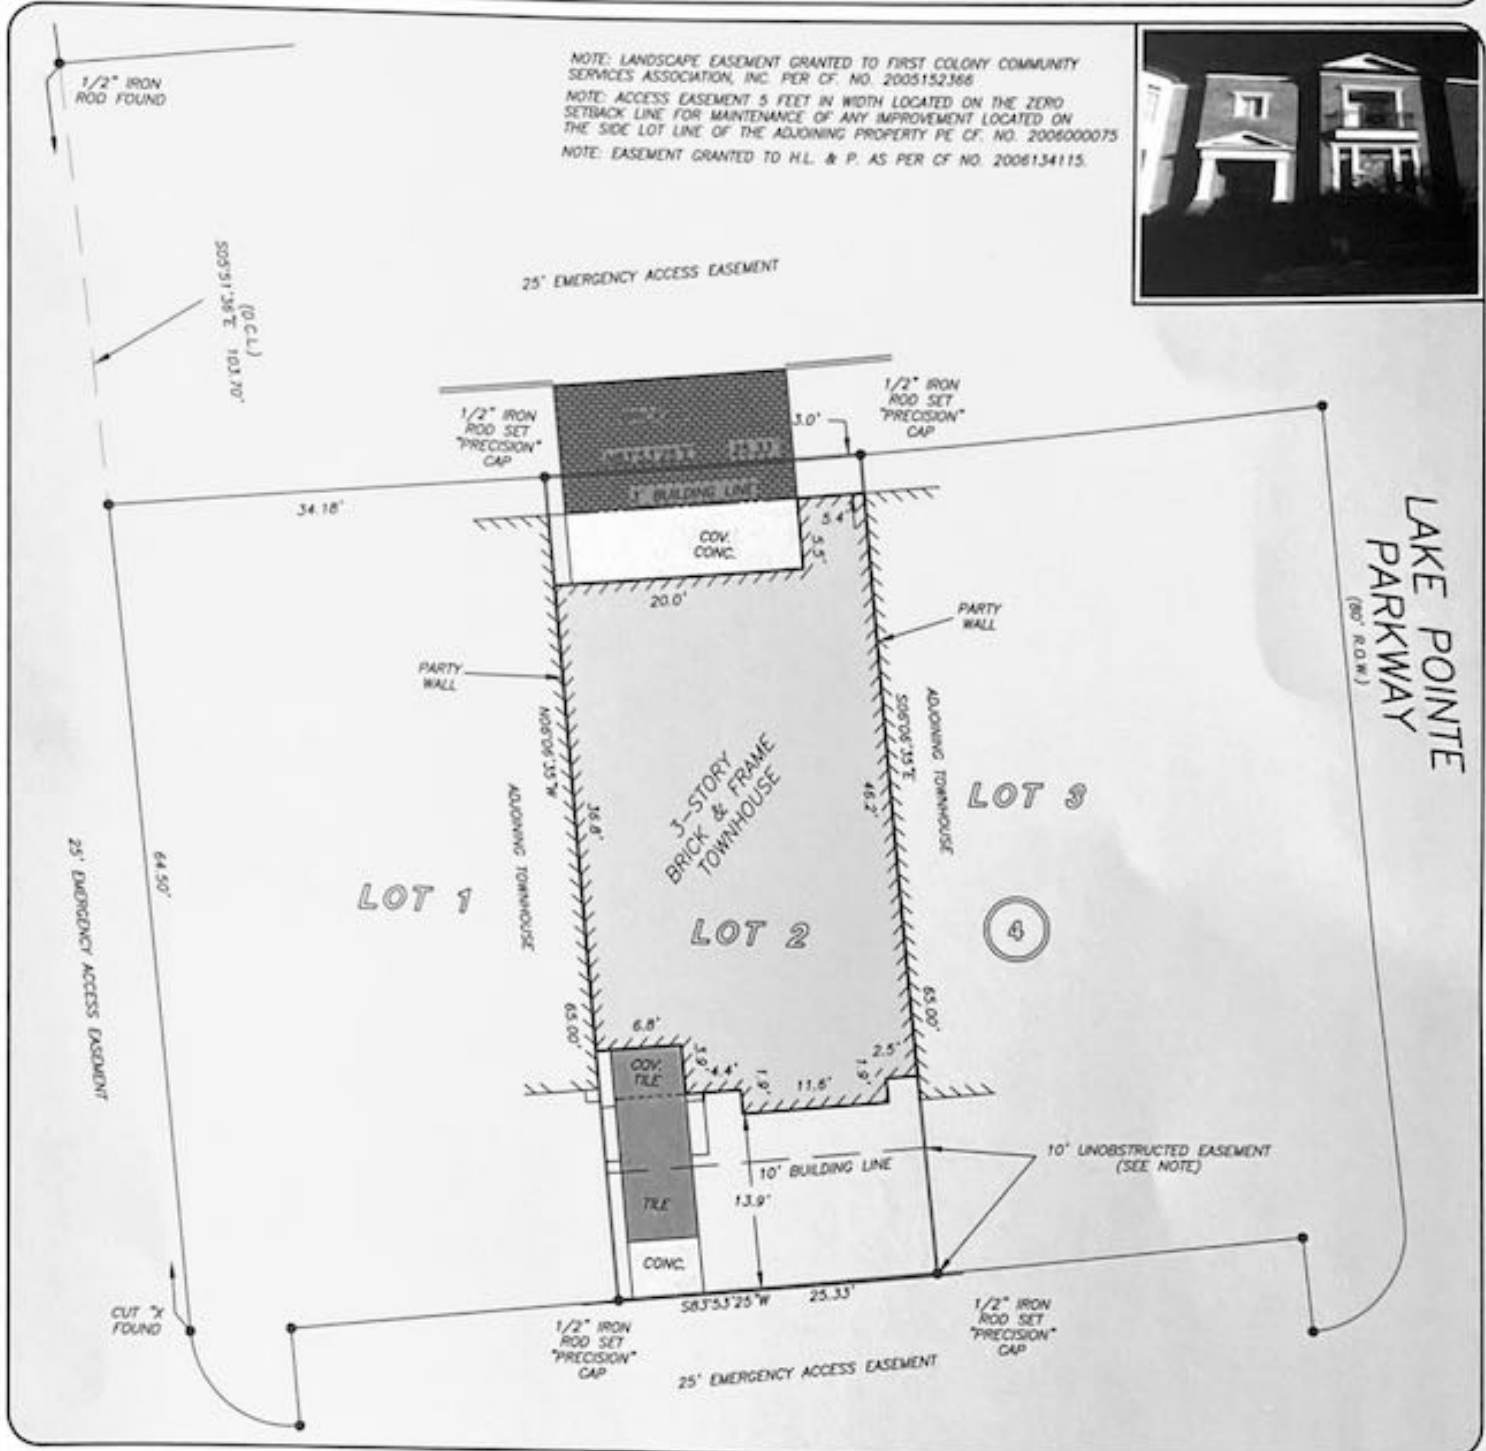 NOTE: LANDSCAPE EASEMENT GRANTED TO FIRST COLONY COMMUNITY
SERVICES ASSOCIATION, INC. PER CF. NO. 2005152366
NOTE: ACCESS EASEMENT 5 FEET IN WIDTH LOCATED ON THE ZERO
SETBACK LINE FOR MAINTENANCE OF ANY IMPROVEMENT LOCATED ON
THE SIDE LOT LINE OF THE ADJOINING PROPERTY PE CF. NO. 2006000075
NOTE: EASEMENT GRANTED TO H.L. & P. AS PER CF NO. 2006134115.
1/2" IRON
ROD FOUND
(D.C.L.)
S05°51'36"E 103.70'
25' EMERGENCY ACCESS EASEMENT
1/2" IRON
ROD SET
"PRECISION"
CAP
3.0'
1/2" IRON
ROD SET
"PRECISION"
CAP
25.33'
3' BUILDING LINE
34.18'
COV.
CONC.
5.4'
5.5'
20.0'
PARTY
WALL
PARTY
WALL
LAKE POINTE
PARKWAY
(80' R.O.W.)
N06°06'35"W
36.8'
65.00'
ADJOINING TOWNHOUSE
3-STORY
BRICK & FRAME
TOWNHOUSE
S06°06'35"E
46.2'
65.00'
ADJOINING TOWNHOUSE
LOT 1
LOT 2
LOT 3
4
64.50'
25' EMERGENCY ACCESS EASEMENT
6.8'
COV.
TILE
3.9'
4.4'
1.9'
11.6'
1.9'
2.5'
10' BUILDING LINE
10' UNOBSTRUCTED EASEMENT
(SEE NOTE)
13.9'
TILE
CONC.
S83°53'25"W 25.33'
CUT "X
FOUND
1/2" IRON
ROD SET
"PRECISION"
CAP
1/2" IRON
ROD SET
"PRECISION"
CAP
25' EMERGENCY ACCESS EASEMENT